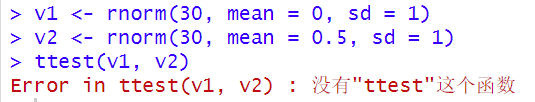 > v1 <- rnorm(30, mean = 0, sd = 1)
> v2 <- rnorm(30, mean = 0.5, sd = 1)
> ttest(v1, v2)
Error in ttest(v1, v2) : 没有"ttest"这个函数